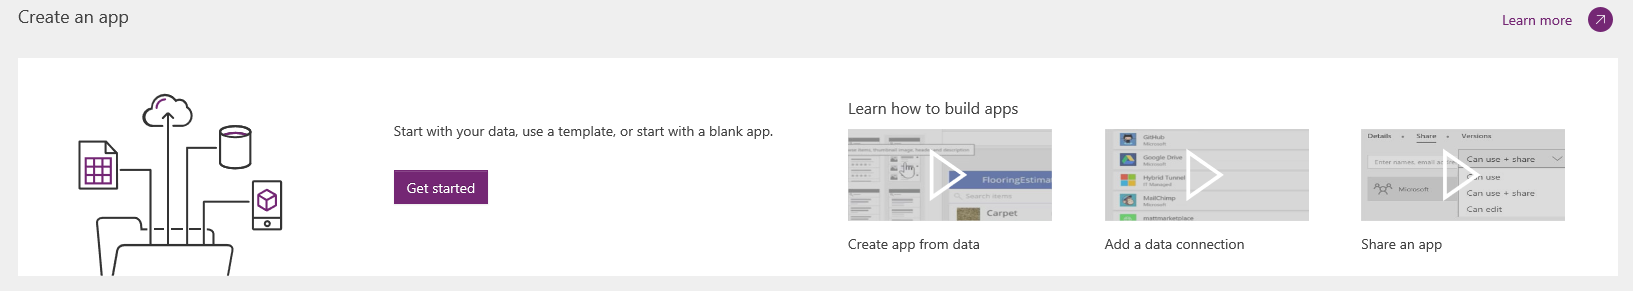 Create an app
Learn more
Start with your data, use a template, or start with a blank app.
Get started
Learn how to build apps
FlooringEstimat
Search items
Carpet
Create app from data
GitHub
Microsoft
Google Drive
Microsoft
Hybrid Tunnel
IT Managed
MailChimp
Microsoft
mattmarketplace
Add a data connection
Details • Share • Versions
Enter names, email addre
Can use + share
Microsoft
Can use
Can use + share
Can edit
Share an app